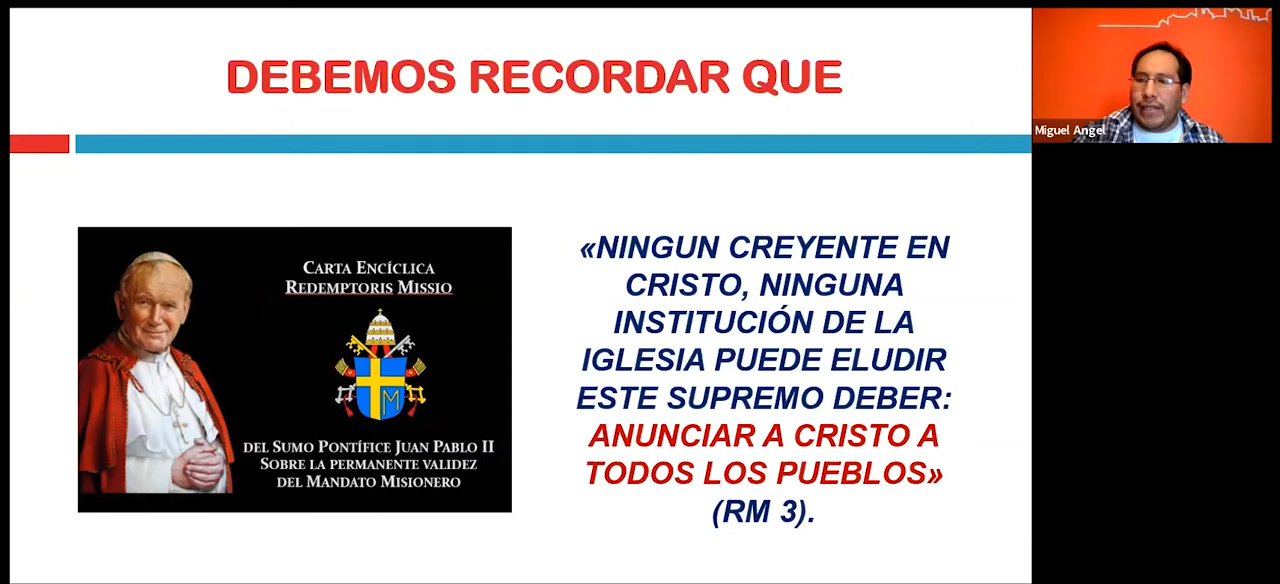 DEBEMOS RECORDAR QUE
Miguel Angel
CARTA ENCÍCLICA
REDEMPTORIS MISSIO
DEL SUMO PONTÍFICE JUAN PABLO II
SOBRE LA PERMANENTE VALIDEZ
DEL MANDATO MISIONERO
«NINGUN CREYENTE EN
CRISTO, NINGUNA
INSTITUCIÓN DE LA
IGLESIA PUEDE ELUDIR
ESTE SUPREMO DEBER:
ANUNCIAR A CRISTO A
TODOS LOS PUEBLOS»
(RM 3).